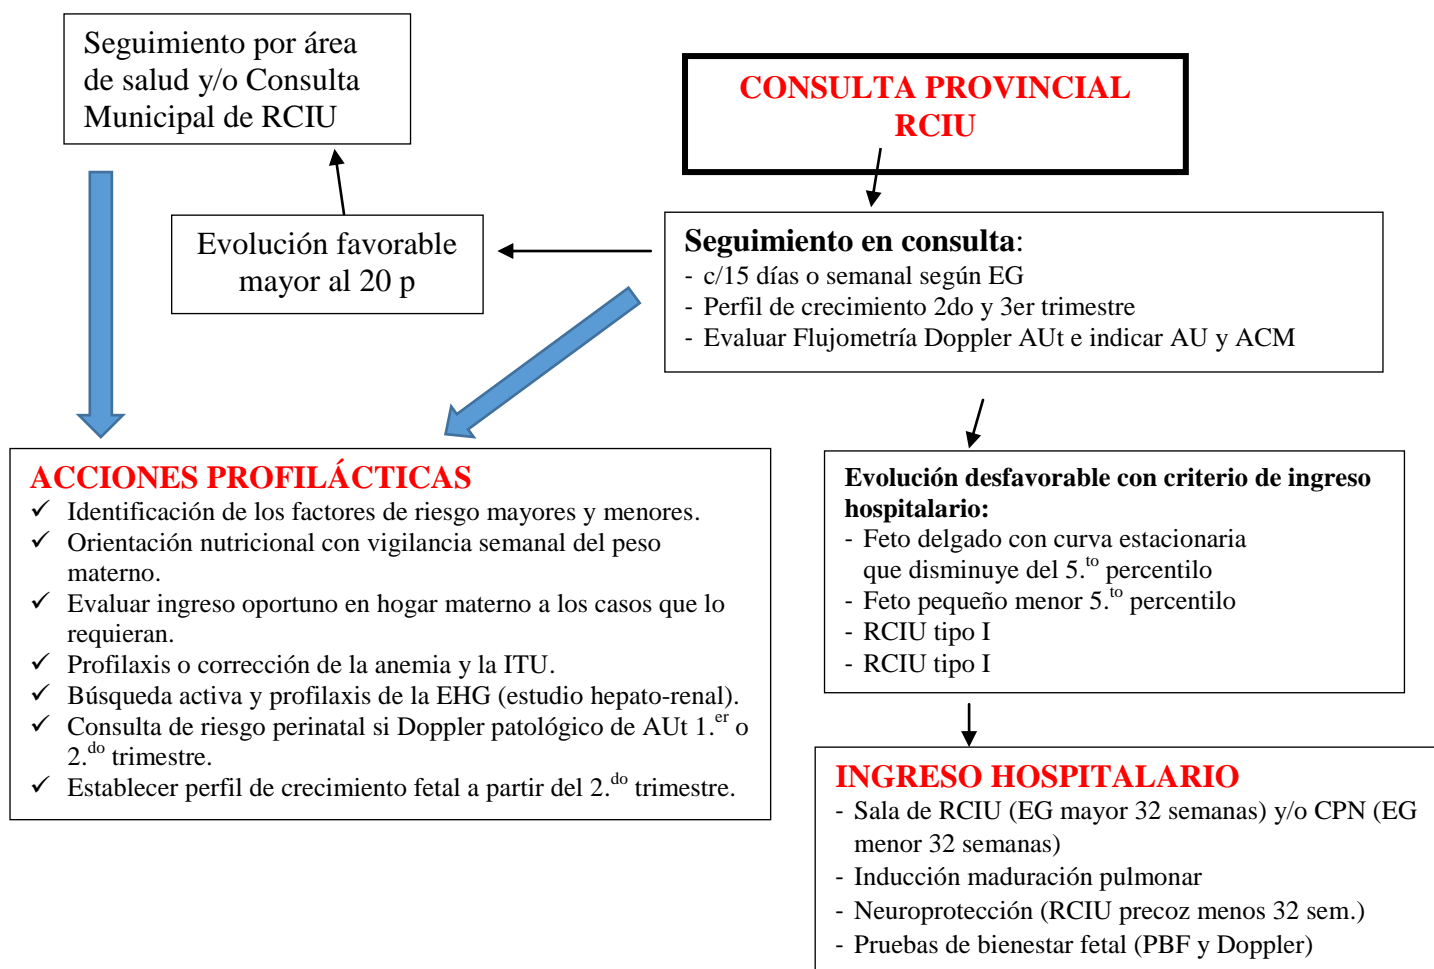 Seguimiento por área
de salud y/o Consulta
Municipal de RCIU
CONSULTA PROVINCIAL
RCIU
Evolución favorable
mayor al 20 p
Seguimiento en consulta:
- c/15 días o semanal según EG
- Perfil de crecimiento 2do y 3er trimestre
- Evaluar Flujometría Doppler AUt e indicar AU y ACM
ACCIONES PROFILÁCTICAS
✓ Identificación de los factores de riesgo mayores y menores.
✓ Orientación nutricional con vigilancia semanal del peso
materno.
✓ Evaluar ingreso oportuno en hogar materno a los casos que lo
requieran.
✓ Profilaxis o corrección de la anemia y la ITU.
✓ Búsqueda activa y profilaxis de la EHG (estudio hepato-renal).
✓ Consulta de riesgo perinatal si Doppler patológico de AUt 1.er o
2.do trimestre.
✓ Establecer perfil de crecimiento fetal a partir del 2.do trimestre.
Evolución desfavorable con criterio de ingreso
hospitalario:
- Feto delgado con curva estacionaria
que disminuye del 5.to percentilo
- Feto pequeño menor 5.to percentilo
- RCIU tipo I
- RCIU tipo I
INGRESO HOSPITALARIO
- Sala de RCIU (EG mayor 32 semanas) y/o CPN (EG
menor 32 semanas)
- Inducción maduración pulmonar
- Neuroprotección (RCIU precoz menos 32 sem.)
- Pruebas de bienestar fetal (PBF y Doppler)